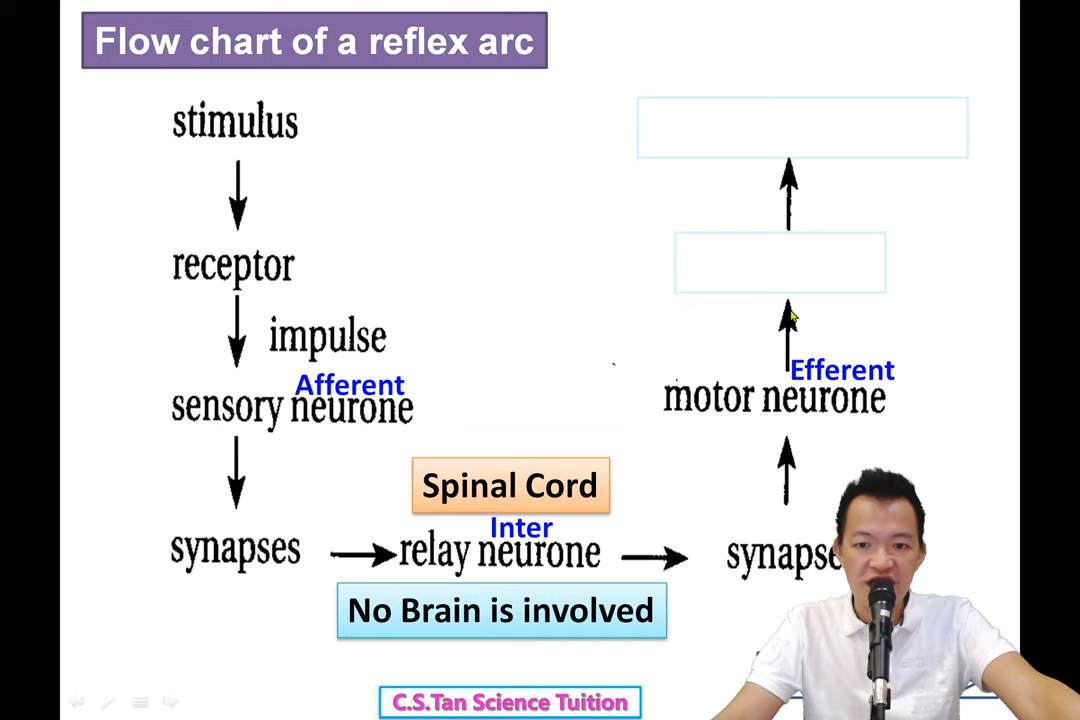 Flow chart of a reflex arc
stimulus
receptor
impulse
Afferent
sensory neurone
synapses
Spinal Cord
Inter
relay neurone
No Brain is involved
Efferent
motor neurone
synapse
C.S.Tan Science Tuition